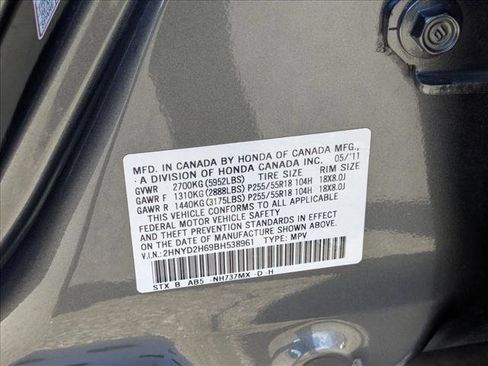 MFD. IN CANADA BY HONDA OF CANADA MFG.,
A DIVISION OF HONDA CANADA INC. 05/'11
GVWR 2700KG(5952LBS) TIRE SIZE RIM SIZE
GAWR F 1310KG(2888LBS) P255/55R18 104H 18X8.0J
GAWR R 1440KG(3175LBS) P255/55R18 104H 18X8.0J
THIS VEHICLE CONFORMS TO ALL APPLICABLE
FEDERAL MOTOR VEHICLE SAFETY,
AND THEFT PREVENTION STANDARDS IN EFFECT
ON THE DATE OF MANUFACTURE SHOWN ABOVE.
V.I.N.:2HNYD2H69BH538961 TYPE: MPV
STX B AB5 -NH737MX -D -H